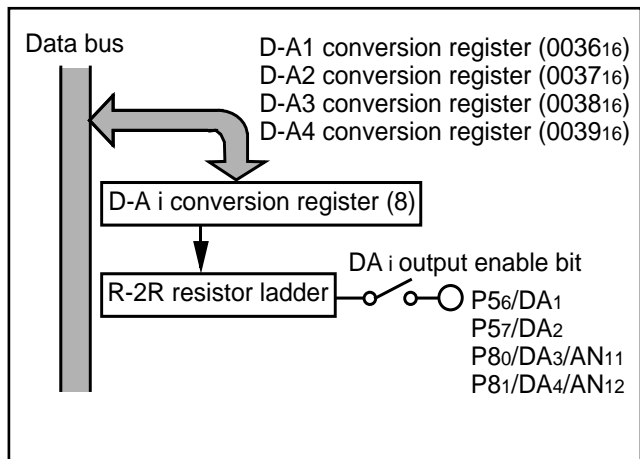 Data bus
D-A1 conversion register (0036₁₆)
D-A2 conversion register (0037₁₆)
D-A3 conversion register (0038₁₆)
D-A4 conversion register (0039₁₆)
D-A i conversion register (8)
R-2R resistor ladder
DA i output enable bit
P5₆/DA₁
P5₇/DA₂
P8₀/DA₃/AN₁₁
P8₁/DA₄/AN₁₂